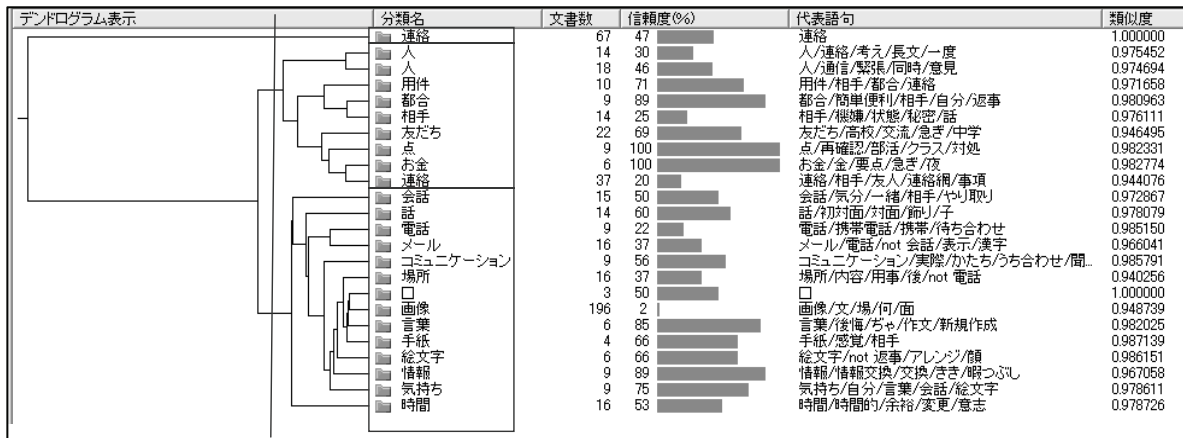 デンドログラム表示 分類名 文書数 信頼度(%) 代表語句 類似度
連絡 67 47 連絡 1.000000
人 14 30 人/連絡/考え/長文/一度 0.975452
人 18 46 人/通信/緊張/同時/意見 0.974694
用件 10 71 用件/相手/都合/連絡 0.971658
都合 9 89 都合/簡単便利/相手/自分/返事 0.980963
相手 14 25 相手/機嫌/状態/秘密/話 0.976111
友だち 22 69 友だち/高校/交流/急ぎ/中学 0.946495
点 9 100 点/再確認/部活/クラス/対処 0.982331
お金 6 100 お金/金/要点/急ぎ/夜 0.982774
連絡 37 20 連絡/相手/友人/連絡網/事項 0.944076
会話 15 50 会話/気分/一緒/相手/やり取り 0.972867
話 14 60 話/初対面/対面/飾り/子 0.978079
電話 9 22 電話/携帯電話/携帯/待ち合わせ 0.985150
メール 16 37 メール/電話/not 会話/表示/漢字 0.966041
コミュニケーション 9 56 コミュニケーション/実際/かたち/うち合わせ/聞... 0.985791
場所 16 37 場所/内容/用事/後/not 電話 0.940256
□ 3 50 □ 1.000000
画像 196 2 画像/文/場/何/面 0.948739
言葉 6 85 言葉/後悔/ぢゃ/作文/新規作成 0.982025
手紙 4 66 手紙/感覚/相手 0.987139
絵文字 6 66 絵文字/not 返事/アレンジ/顔 0.986151
情報 9 89 情報/情報交換/交換/きき/暇つぶし 0.967058
気持ち 9 75 気持ち/自分/言葉/会話/絵文字 0.978611
時間 16 53 時間/時間的/余裕/変更/意志 0.978726